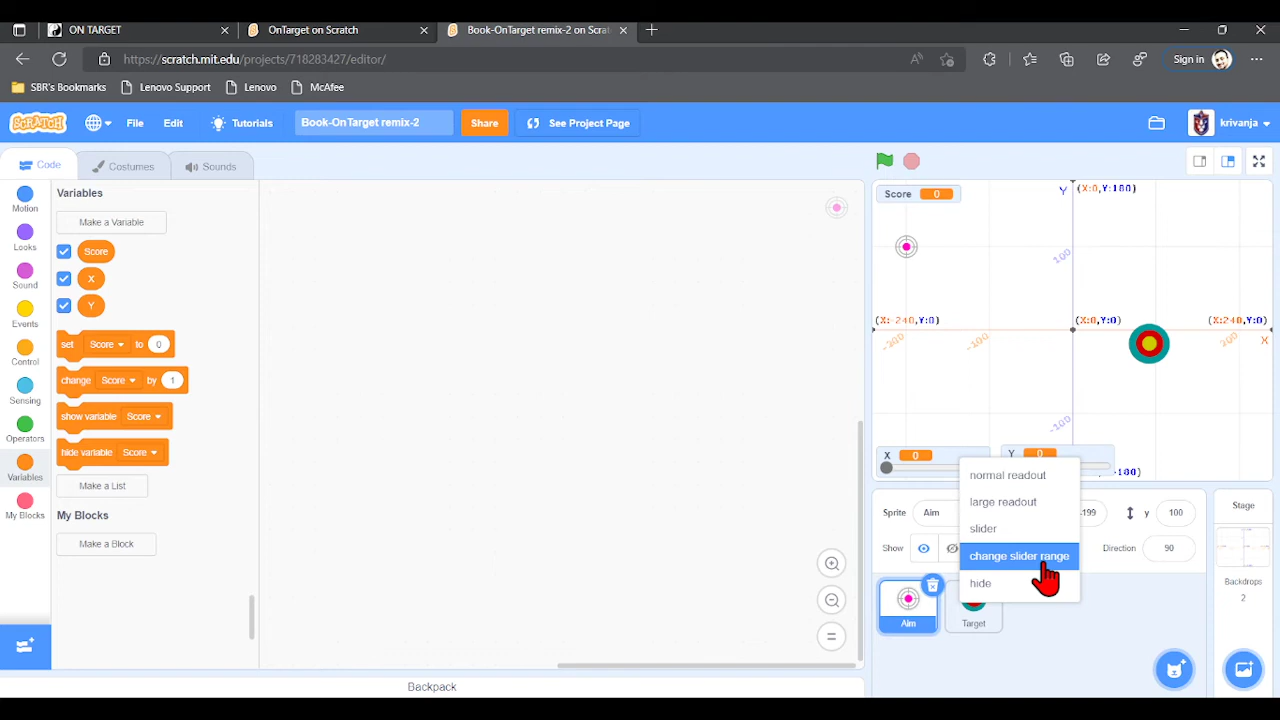 ON TARGET
OnTarget on Scratch
Book-OnTarget remix-2 on Scrat
https://scratch.mit.edu/projects/718283427/editor/
Sign in
SBR's Bookmarks
Lenovo Support
Lenovo
McAfee
SCRATCH
File
Edit
Tutorials
Book-OnTarget remix-2
Share
See Project Page
krivanja
Code
Costumes
Sounds
Motion
Looks
Sound
Events
Control
Sensing
Operators
Variables
My Blocks
Variables
Make a Variable
Score
X
Y
set Score to 0
change Score by 1
show variable Score
hide variable Score
Make a List
My Blocks
Make a Block
Backpack
Score 0
Y
(X:0,Y:180)
100
(X:-240,Y:0)
(X:0,Y:0)
(X:240,Y:0)
-200
-100
200
X
-100
X 0
Y 0
-180)
normal readout
large readout
slider
change slider range
hide
Sprite
Aim
-199
y
100
Show
Direction
90
Aim
Target
Stage
Backdrops
2